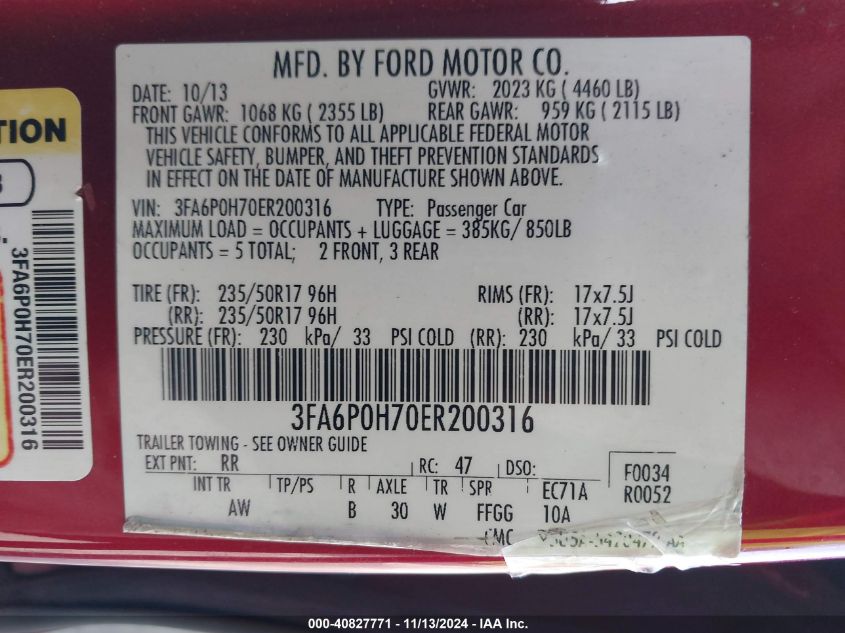 MFD. BY FORD MOTOR CO.
DATE: 10/13 GVWR: 2023 KG ( 4460 LB)
FRONT GAWR: 1068 KG ( 2355 LB) REAR GAWR: 959 KG ( 2115 LB)
THIS VEHICLE CONFORMS TO ALL APPLICABLE FEDERAL MOTOR
VEHICLE SAFETY, BUMPER, AND THEFT PREVENTION STANDARDS
IN EFFECT ON THE DATE OF MANUFACTURE SHOWN ABOVE.
VIN: 3FA6P0H70ER200316 TYPE: Passenger Car
MAXIMUM LOAD = OCCUPANTS + LUGGAGE = 385KG/ 850LB
OCCUPANTS = 5 TOTAL; 2 FRONT, 3 REAR
TIRE (FR): 235/50R17 96H RIMS (FR): 17x7.5J
(RR): 235/50R17 96H (RR): 17x7.5J
PRESSURE (FR): 230 kPa/ 33 PSI COLD (RR): 230 kPa/ 33 PSI COLD
3FA6P0H70ER200316
TRAILER TOWING - SEE OWNER GUIDE
EXT PNT: RR RC: 47 DSO: F0034
INT TR TP/PS R AXLE TR SPR EC71A R0052
AW B 30 W FFGG 10A
CMC
TION
3FA6P0H70ER200316
000-40827771 - 11/13/2024 - IAA Inc.